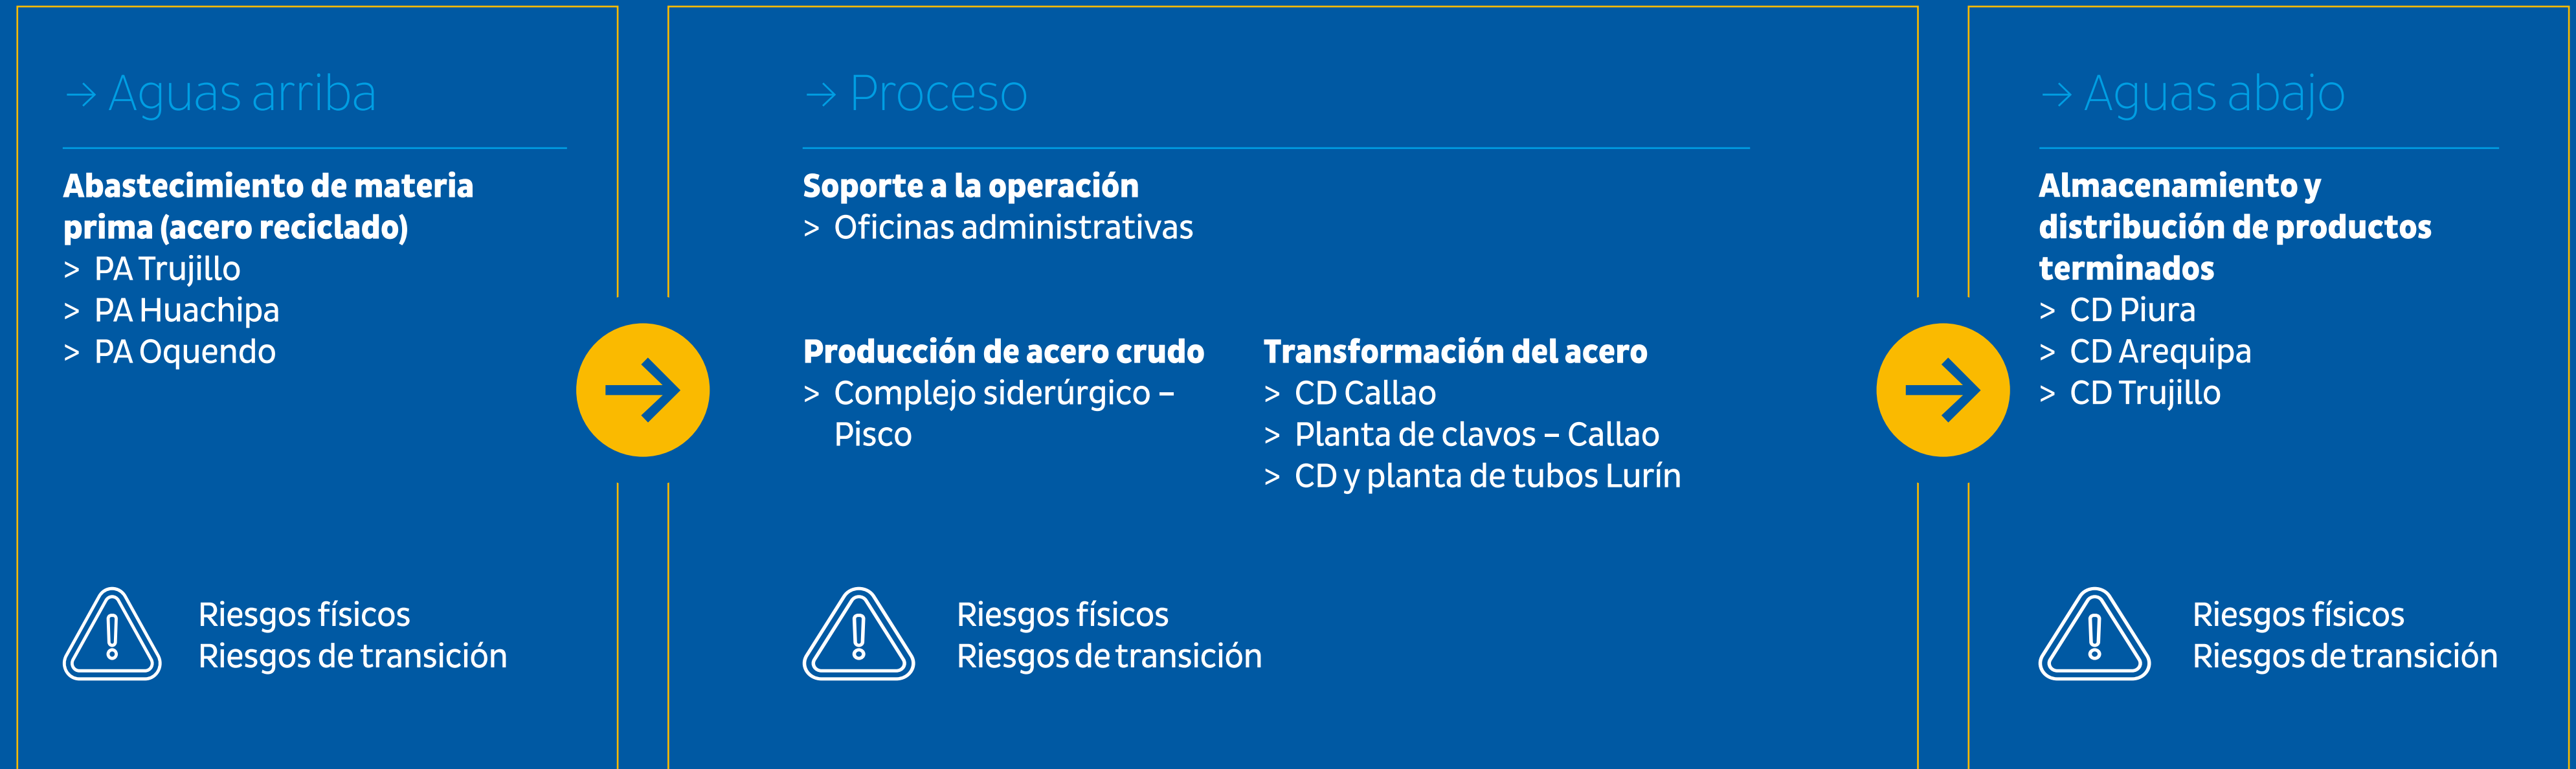 → Aguas arriba
Abastecimiento de materia
prima (acero reciclado)
> PA Trujillo
> PA Huachipa
> PA Oquendo
Riesgos físicos
Riesgos de transición
→ Proceso
Soporte a la operación
> Oficinas administrativas
Producción de acero crudo
> Complejo siderúrgico –
Pisco
Transformación del acero
> CD Callao
> Planta de clavos – Callao
> CD y planta de tubos Lurín
Riesgos físicos
Riesgos de transición
→ Aguas abajo
Almacenamiento y
distribución de productos
terminados
> CD Piura
> CD Arequipa
> CD Trujillo
Riesgos físicos
Riesgos de transición